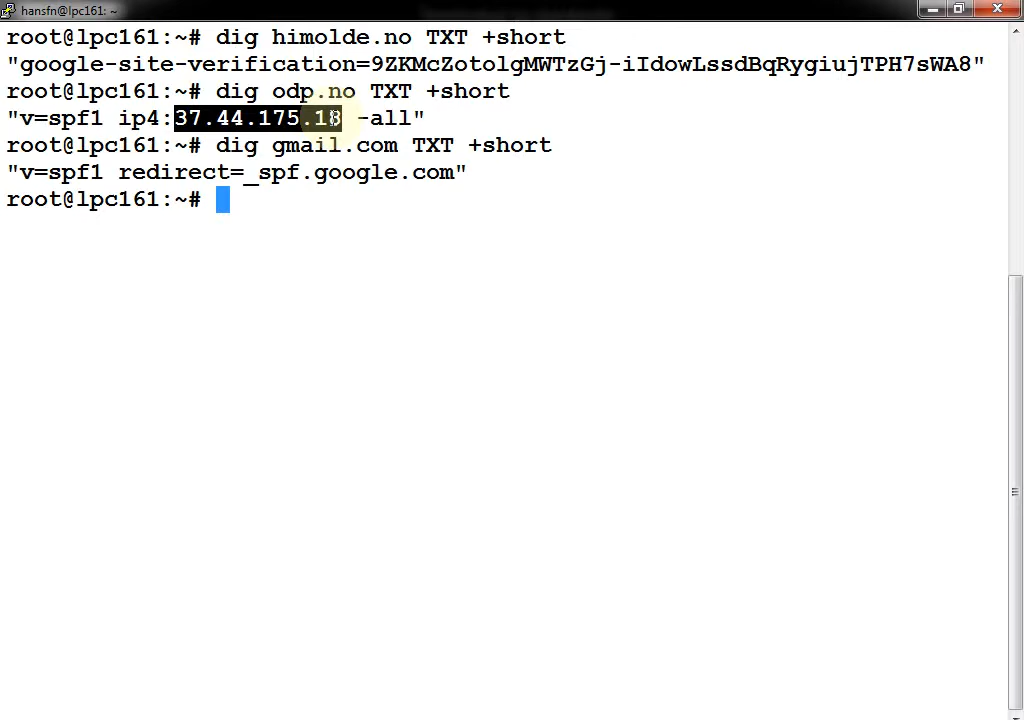 hansfn@lpc161: ~
root@lpc161:~# dig himolde.no TXT +short
"google-site-verification=9ZKMcZotolgMWTzGj-iIdowLssdBqRygiujTPH7sWA8"
root@lpc161:~# dig odp.no TXT +short
"v=spf1 ip4:37.44.175.18 -all"
root@lpc161:~# dig gmail.com TXT +short
"v=spf1 redirect=_spf.google.com"
root@lpc161:~#